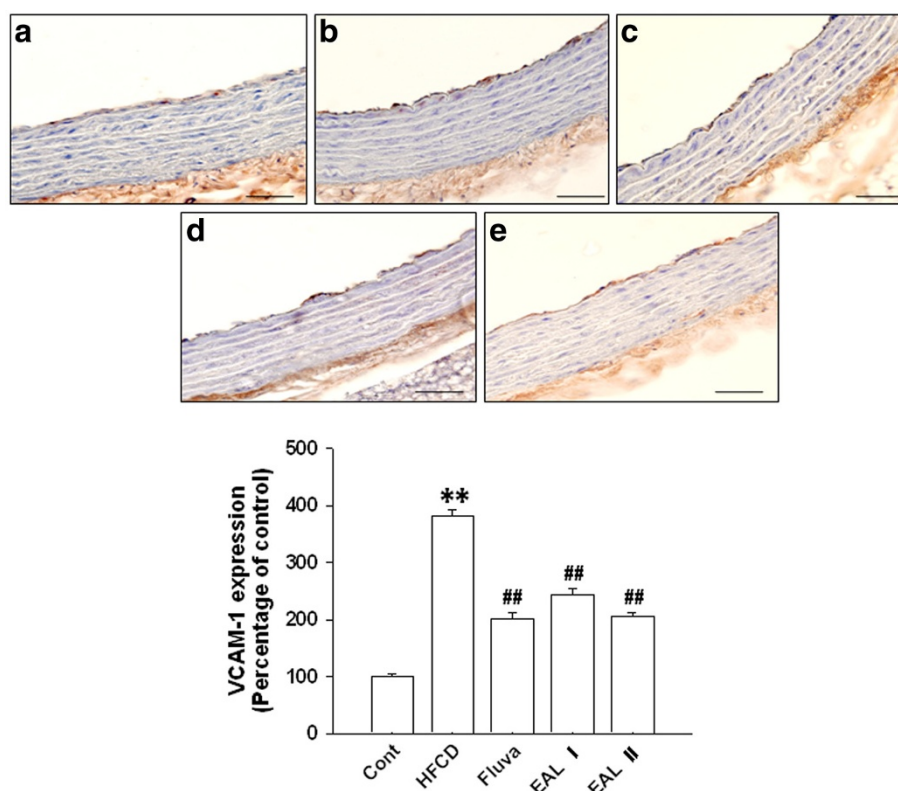 a
b
c
d
e
VCAM-1 expression
(Percentage of control)
500
400
300
200
100
0
**
##
##
##
Cont
HFCD
Fluva
EAL I
EAL II